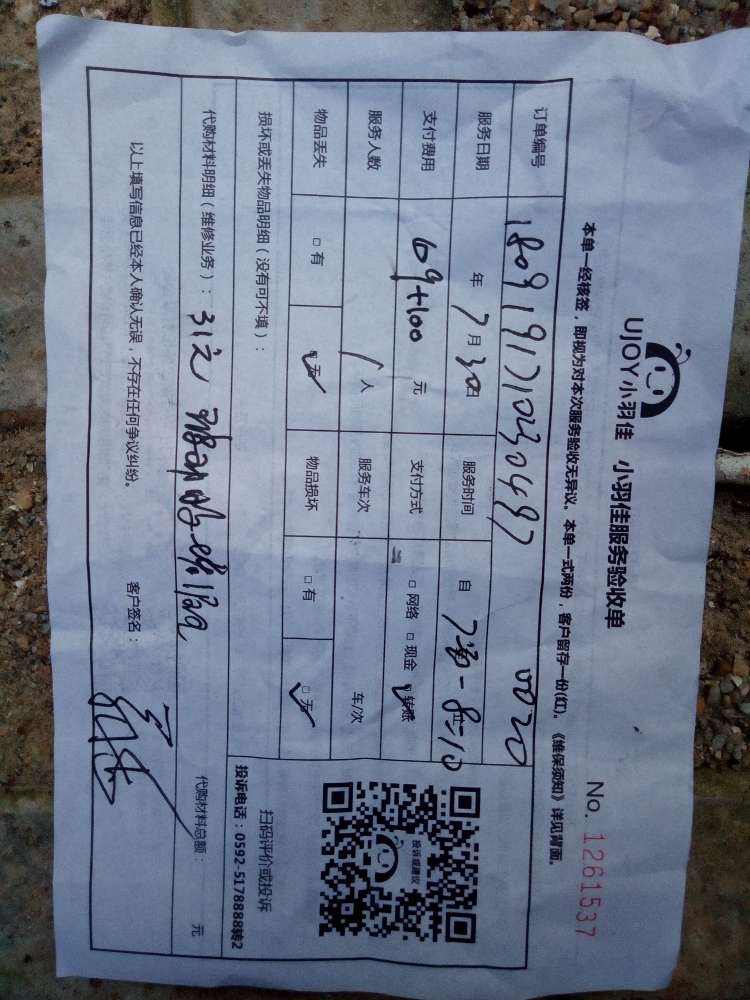 UJOY小羽佳 小羽佳服务验收单
No. 1261537
本单一经核签，即视为对本次服务验收无异议。本单一式两份，客户留存一份(红)。《维保须知》详见背面。
订单编号
服务日期 年 7月30日 服务时间 自
支付费用 69+100 元 支付方式 □网络 □现金 □转账
服务人数 1 人 服务车次 车/次
物品丢失 □有 □无 物品损坏 □有 □无
投诉或建议
扫码评价或投诉
投诉电话：0592-5178888转2
损坏或丢失物品明细（没有可不填）：
代购材料明细（维修业务）： 31元 代购材料总额： 元
以上填写信息已经本人确认无误，不存在任何争议纠纷。 客户签名：